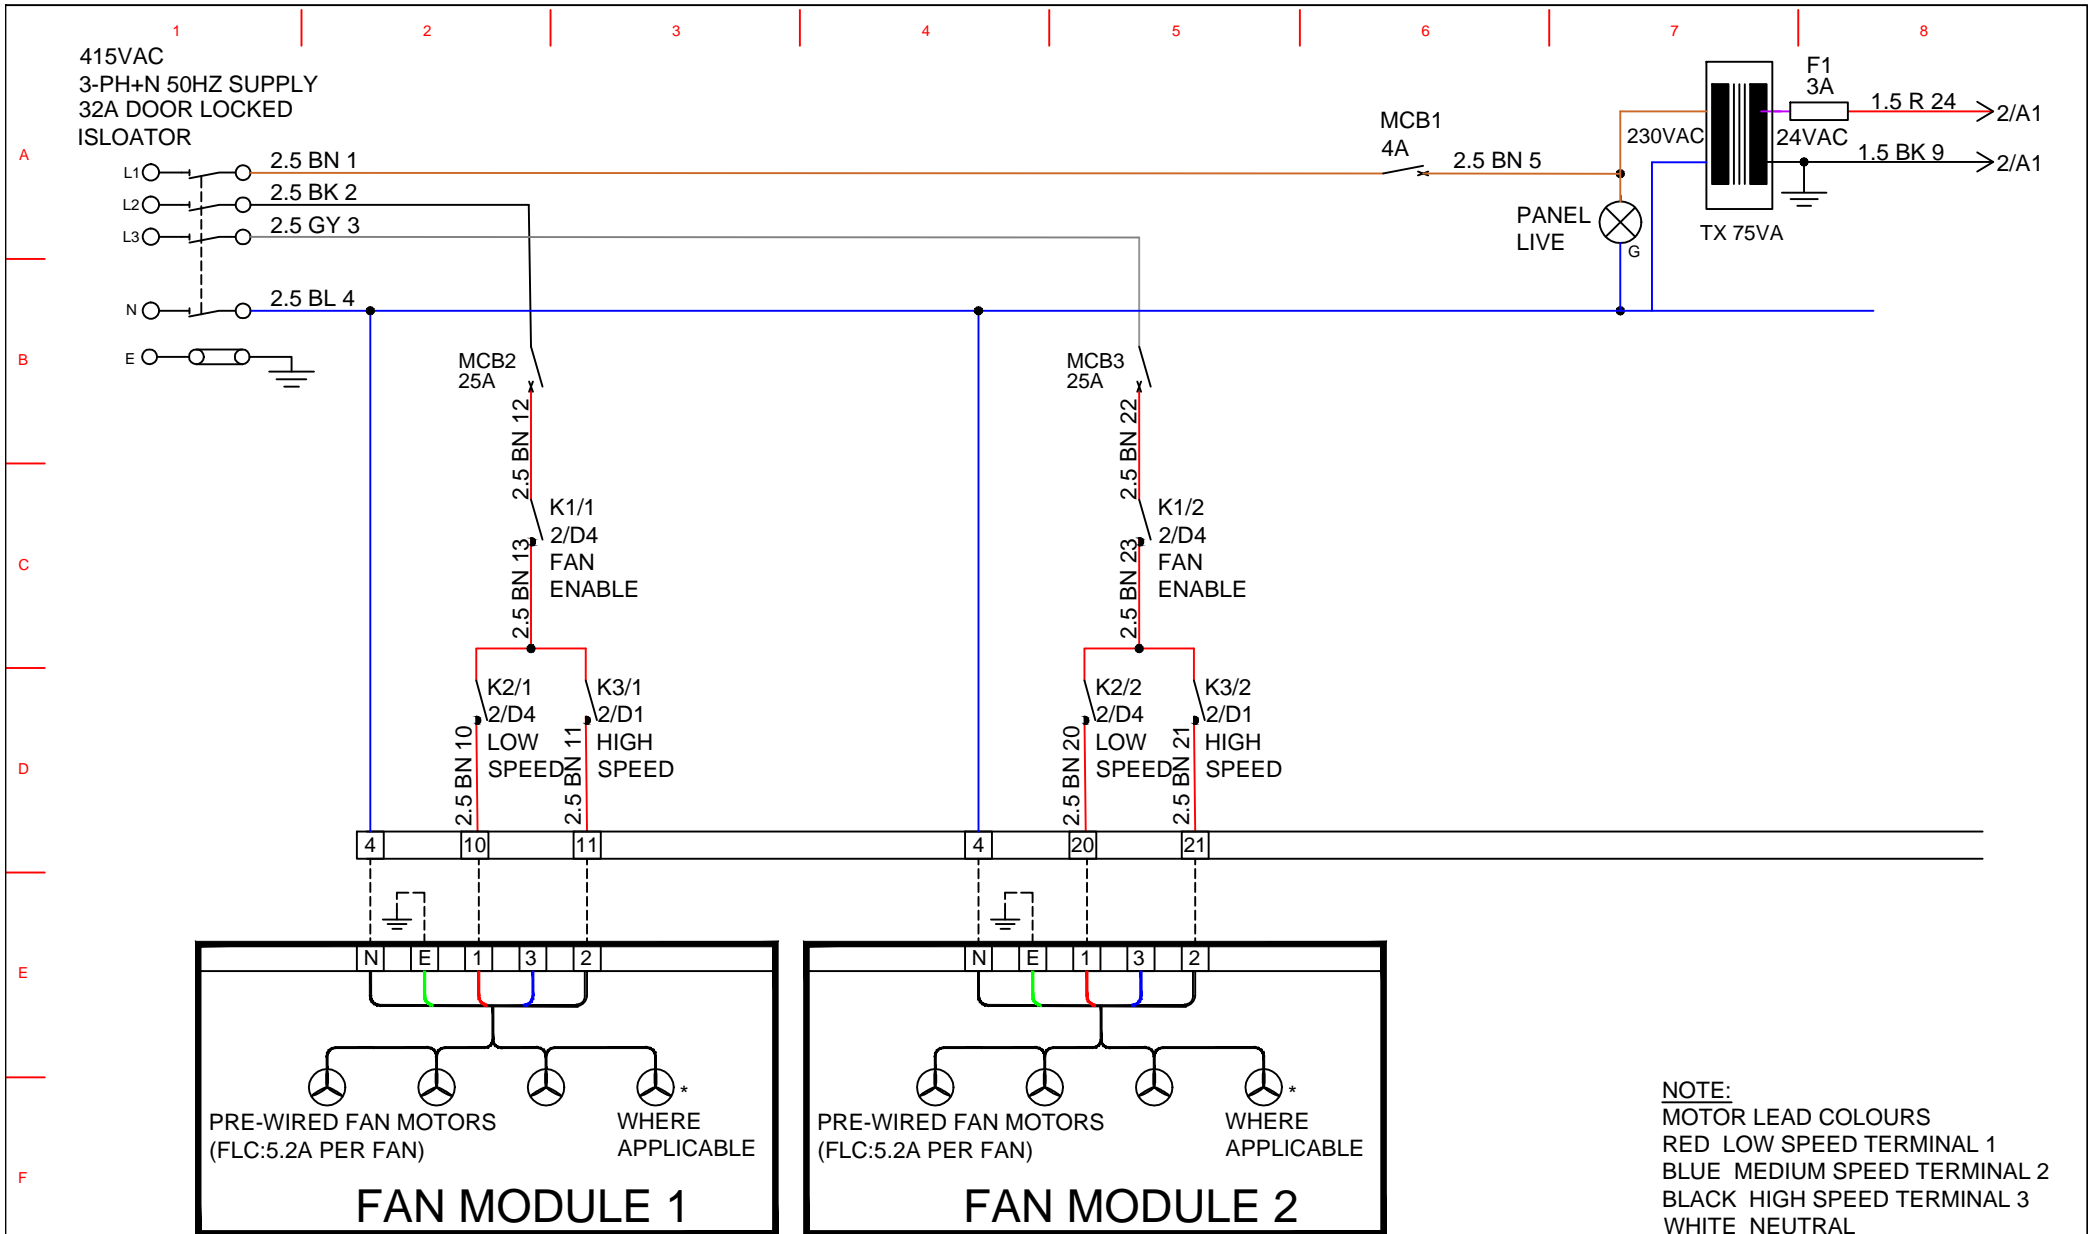 1 2 3 4 5 6 7 8
415VAC
3-PH+N 50HZ SUPPLY
32A DOOR LOCKED
ISLOATOR
A
B
C
D
E
F
L1
L2
L3
N
E
2.5 BN 1
2.5 BK 2
2.5 GY 3
2.5 BL 4
MCB1
4A
2.5 BN 5
PANEL
LIVE
G
230VAC
24VAC
TX 75VA
F1
3A
1.5 R 24
2/A1
1.5 BK 9
2/A1
MCB2
25A
2.5 BN 12
K1/1
2/D4
FAN
ENABLE
2.5 BN 13
K2/1
2/D4
LOW
SPEED
2.5 BN 10
K3/1
2/D1
HIGH
SPEED
2.5 BN 11
MCB3
25A
2.5 BN 22
K1/2
2/D4
FAN
ENABLE
2.5 BN 23
K2/2
2/D4
LOW
SPEED
2.5 BN 20
K3/2
2/D1
HIGH
SPEED
2.5 BN 21
4 10 11 4 20 21
N E 1 3 2
PRE-WIRED FAN MOTORS
(FLC:5.2A PER FAN)
*
WHERE
APPLICABLE
FAN MODULE 1
N E 1 3 2
PRE-WIRED FAN MOTORS
(FLC:5.2A PER FAN)
*
WHERE
APPLICABLE
FAN MODULE 2
NOTE:
MOTOR LEAD COLOURS
RED LOW SPEED TERMINAL 1
BLUE MEDIUM SPEED TERMINAL 2
BLACK HIGH SPEED TERMINAL 3
WHITE NEUTRAL